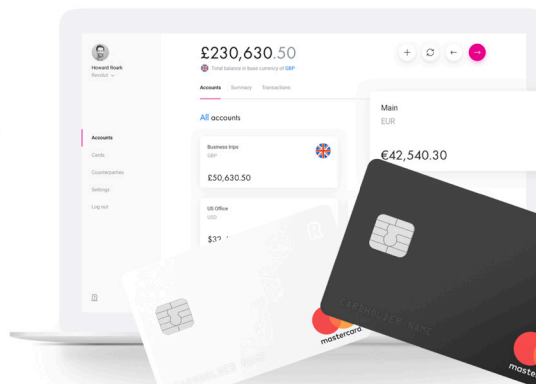 £230,630.50
Total balance in base currency of GBP
Howard Roark
Revolut
Accounts
Summary
Transactions
All accounts
Main
EUR
€42,540.30
Business trips
GBP
£50,630.50
US Office
USD
Accounts
Cards
Counterparties
Settings
Log out
R
CARDHOLDER NAME
mastercard
CARDHOLDER NAME